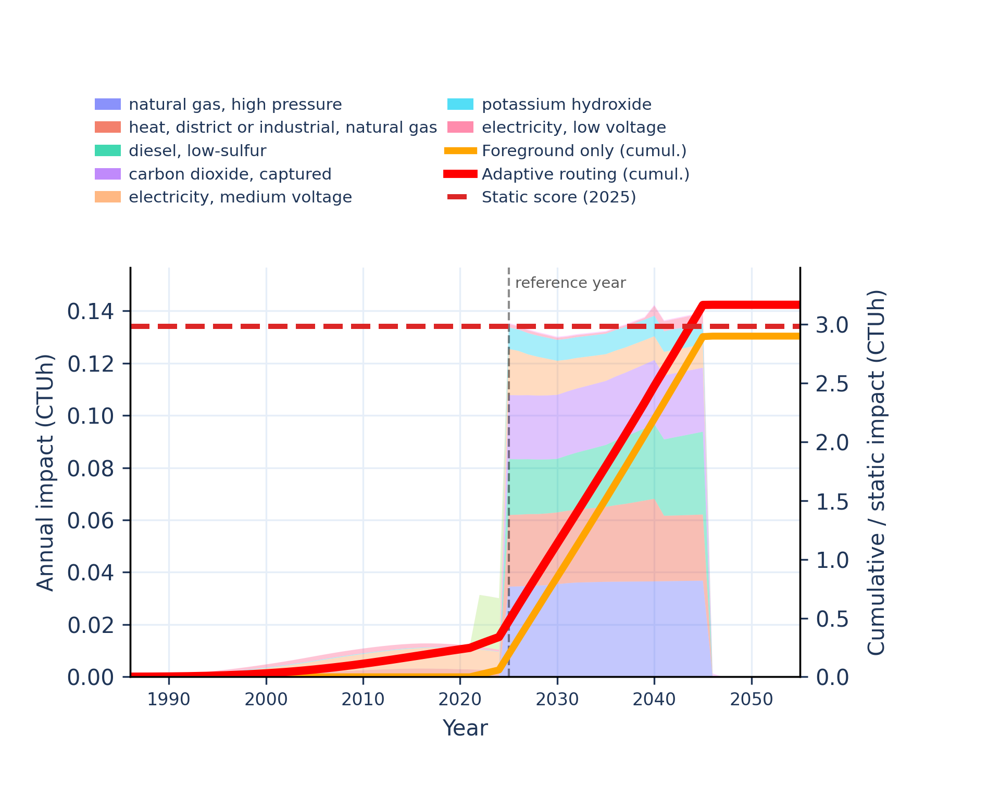 natural gas, high pressure
heat, district or industrial, natural gas
diesel, low-sulfur
carbon dioxide, captured
electricity, medium voltage
potassium hydroxide
electricity, low voltage
Foreground only (cumul.)
Adaptive routing (cumul.)
Static score (2025)
reference year
Annual impact (CTUh)
0.14
0.12
0.10
0.08
0.06
0.04
0.02
0.00
3.0
2.5
2.0
1.5
1.0
0.5
0.0
Cumulative / static impact (CTUh)
1990 2000 2010 2020 2030 2040 2050
Year